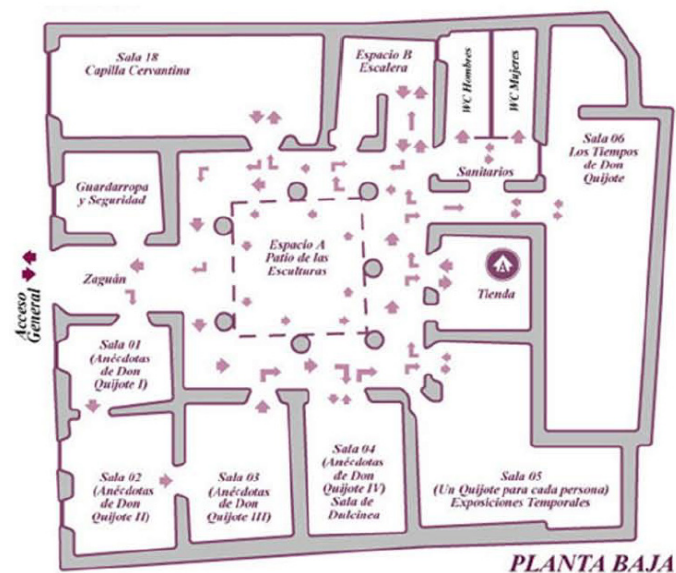 Sala 18
Capilla Cervantina
Espacio B
Escalera
WC Hombres
WC Mujeres
Sala 06
Los Tiempos
de Don
Quijote
Sanitarios
Guardarropa
y Seguridad
Espacio A
Patio de las
Esculturas
A
Tienda
Zaguán
Acceso
General
Sala 01
(Anécdotas
de Don
Quijote I)
Sala 02
(Anécdotas
de Don
Quijote II)
Sala 03
(Anécdotas
de Don
Quijote III)
Sala 04
(Anécdotas
de Don
Quijote IV)
Sala de
Dulcinea
Sala 05
(Un Quijote para cada persona)
Exposiciones Temporales
PLANTA BAJA